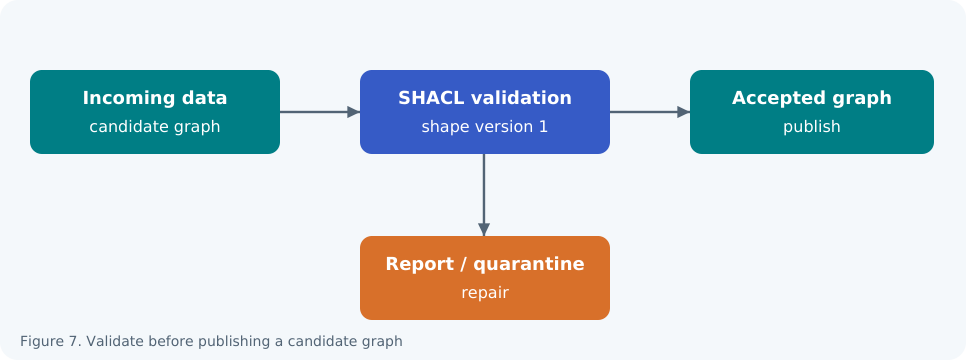 Incoming data
candidate graph
SHACL validation
shape version 1
Accepted graph
publish
Report / quarantine
repair
Figure 7. Validate before publishing a candidate graph